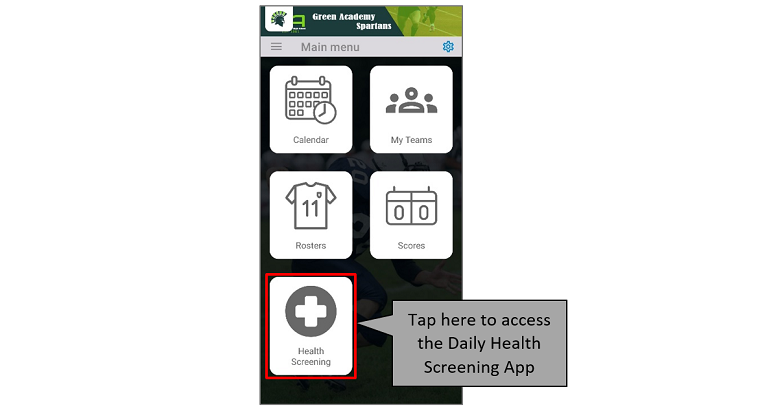 Green Academy
Spartans
Main menu
Calendar
My Teams
11
Rosters
0 0
Scores
Health
Screening
Tap here to access
the Daily Health
Screening App